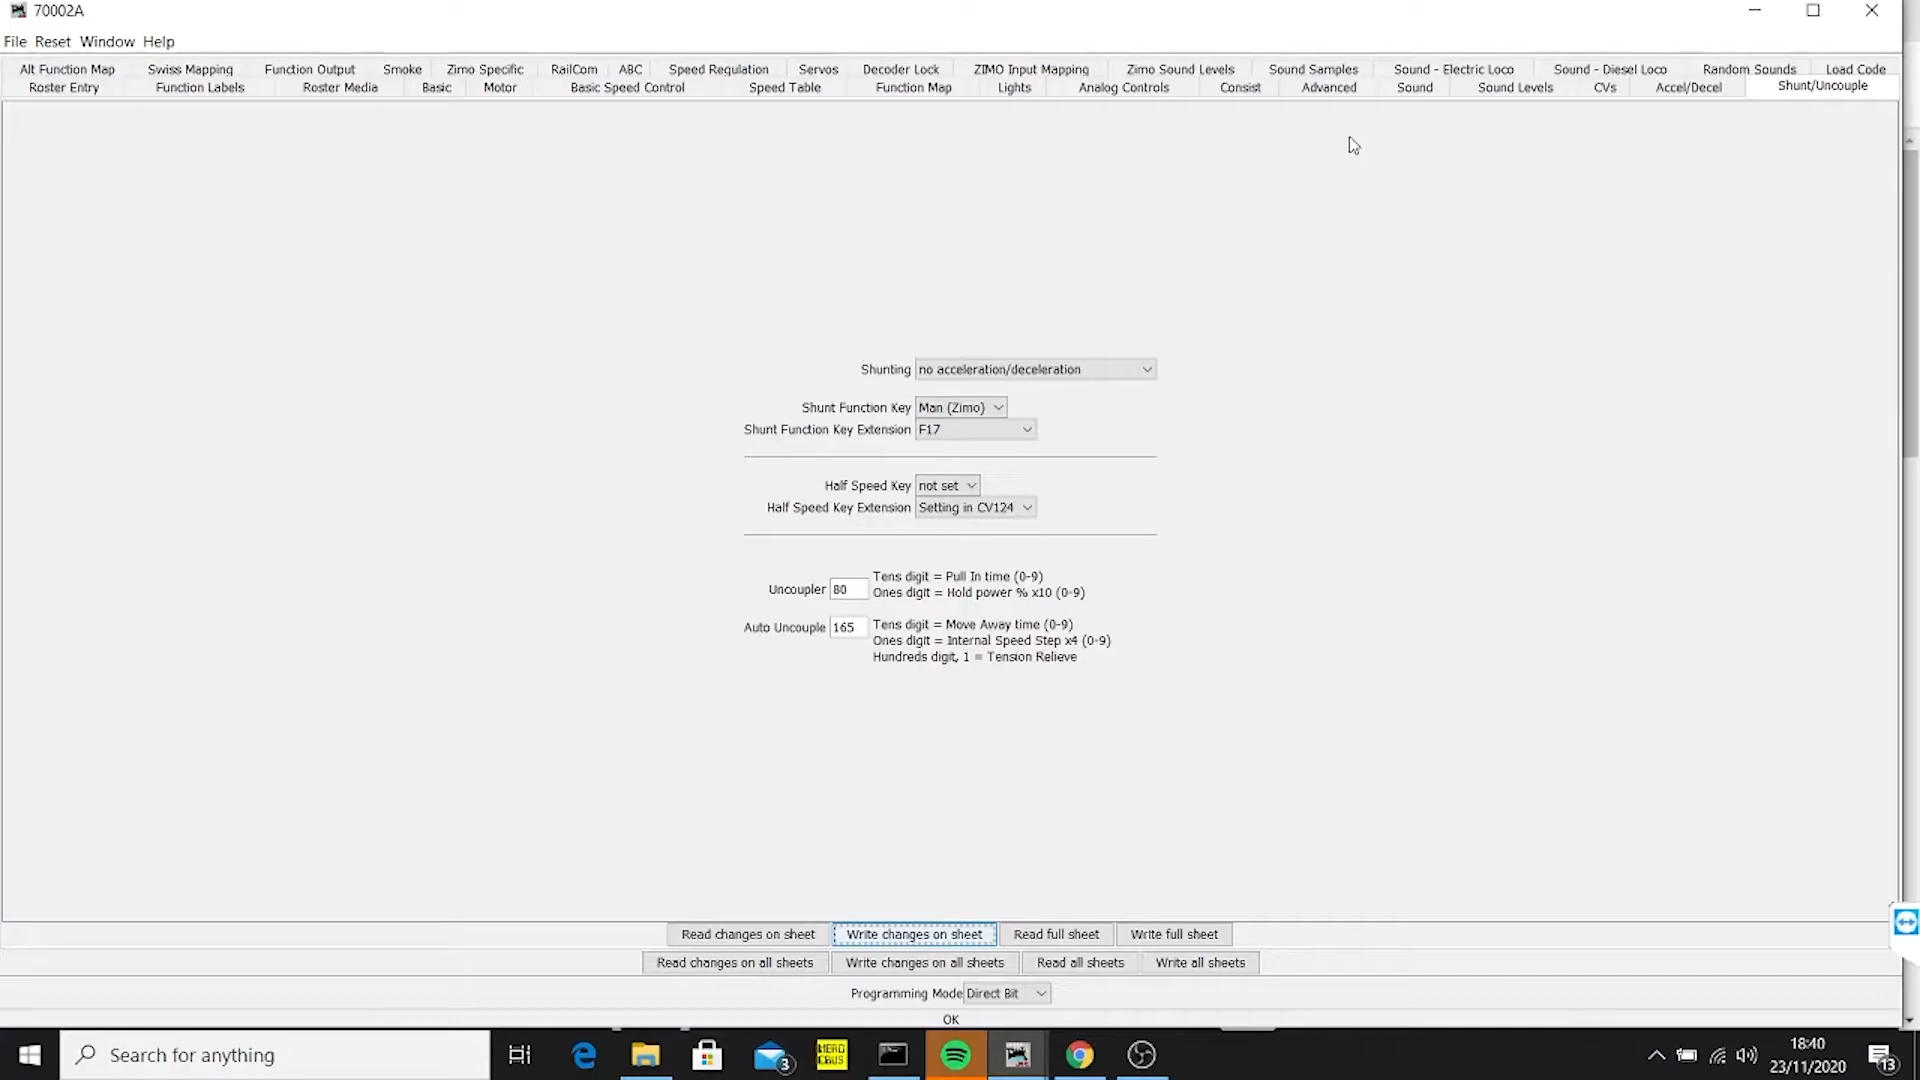 70002A
File Reset Window Help
Alt Function Map Swiss Mapping Function Output Smoke Zimo Specific RailCom ABC Speed Regulation Servos Decoder Lock ZIMO Input Mapping Zimo Sound Levels Sound Samples Sound - Electric Loco Sound - Diesel Loco Random Sounds Load Code
Roster Entry Function Labels Roster Media Basic Motor Basic Speed Control Speed Table Function Map Lights Analog Controls Consist Advanced Sound Sound Levels CVs Accel/Decel Shunt/Uncouple
Shunting no acceleration/deceleration
Shunt Function Key Man (Zimo)
Shunt Function Key Extension F17
Half Speed Key not set
Half Speed Key Extension Setting in CV124
Uncoupler 80 Tens digit = Pull In time (0-9)
Ones digit = Hold power % x10 (0-9)
Auto Uncouple 165 Tens digit = Move Away time (0-9)
Ones digit = Internal Speed Step x4 (0-9)
Hundreds digit, 1 = Tension Relieve
Read changes on sheet Write changes on sheet Read full sheet Write full sheet
Read changes on all sheets Write changes on all sheets Read all sheets Write all sheets
Programming Mode Direct Bit
OK
Search for anything
3
MERG
CBUS
18:40
23/11/2020
13